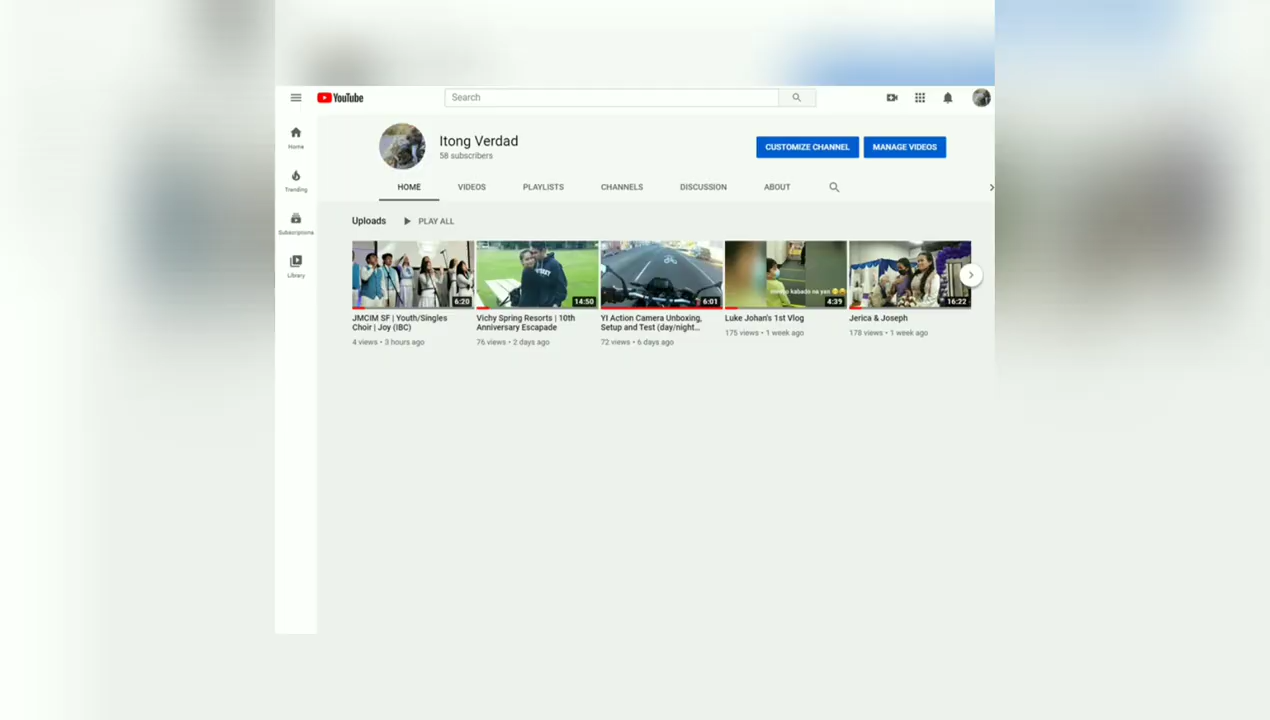 YouTube
Search
Home
Trending
Subscriptions
Library
Itong Verdad
58 subscribers
CUSTOMIZE CHANNEL
MANAGE VIDEOS
HOME
VIDEOS
PLAYLISTS
CHANNELS
DISCUSSION
ABOUT
Uploads
PLAY ALL
6:20
JMCIM SF | Youth/Singles
Choir | Joy (IBC)
4 views • 3 hours ago
14:50
Vichy Spring Resorts | 10th
Anniversary Escapade
76 views • 2 days ago
6:01
YI Action Camera Unboxing,
Setup and Test (day/night...
72 views • 6 days ago
kabado na yan
4:39
Luke Johan's 1st Vlog
175 views • 1 week ago
16:22
Jerica & Joseph
178 views • 1 week ago